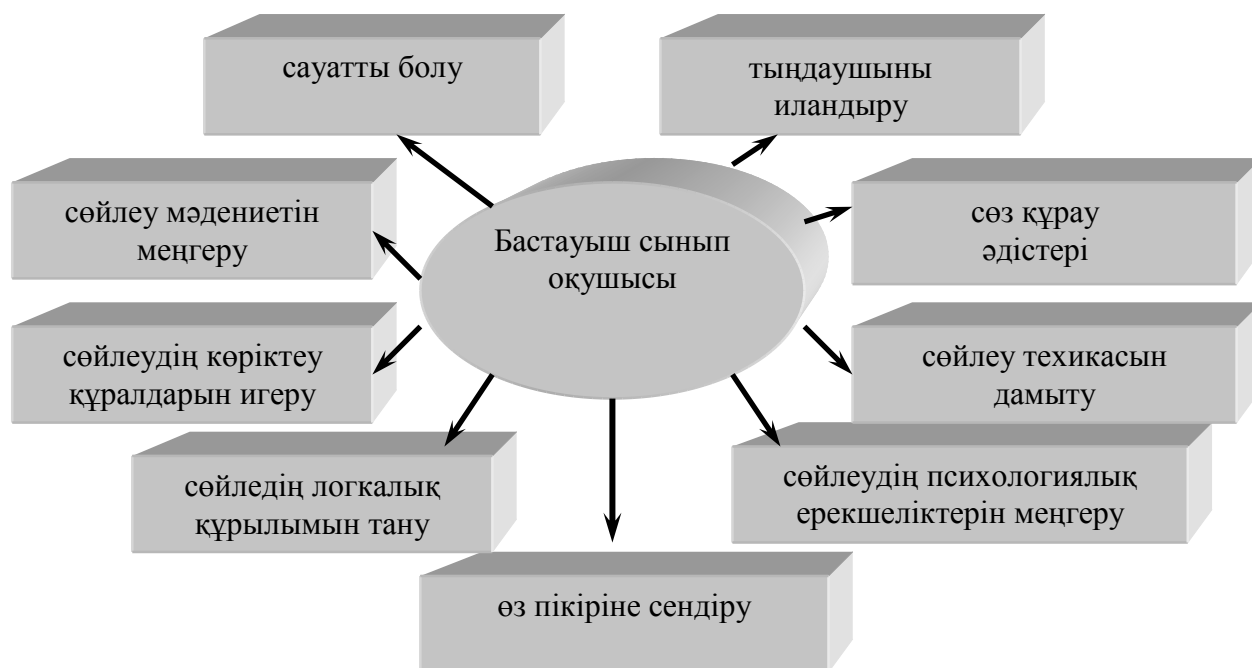 сауатты болу
тыңдаушыны
иландыру
сөйлеу мәдениетін
меңгеру
Бастауыш сынып
оқушысы
сөз құрау
әдістері
сөйлеудің көріктеу
құралдарын игеру
сөйлеу техикасын
дамыту
сөйледің логкалық
құрылымын тану
сөйлеудің психологиялық
ерекшеліктерін меңгеру
өз пікіріне сендіру